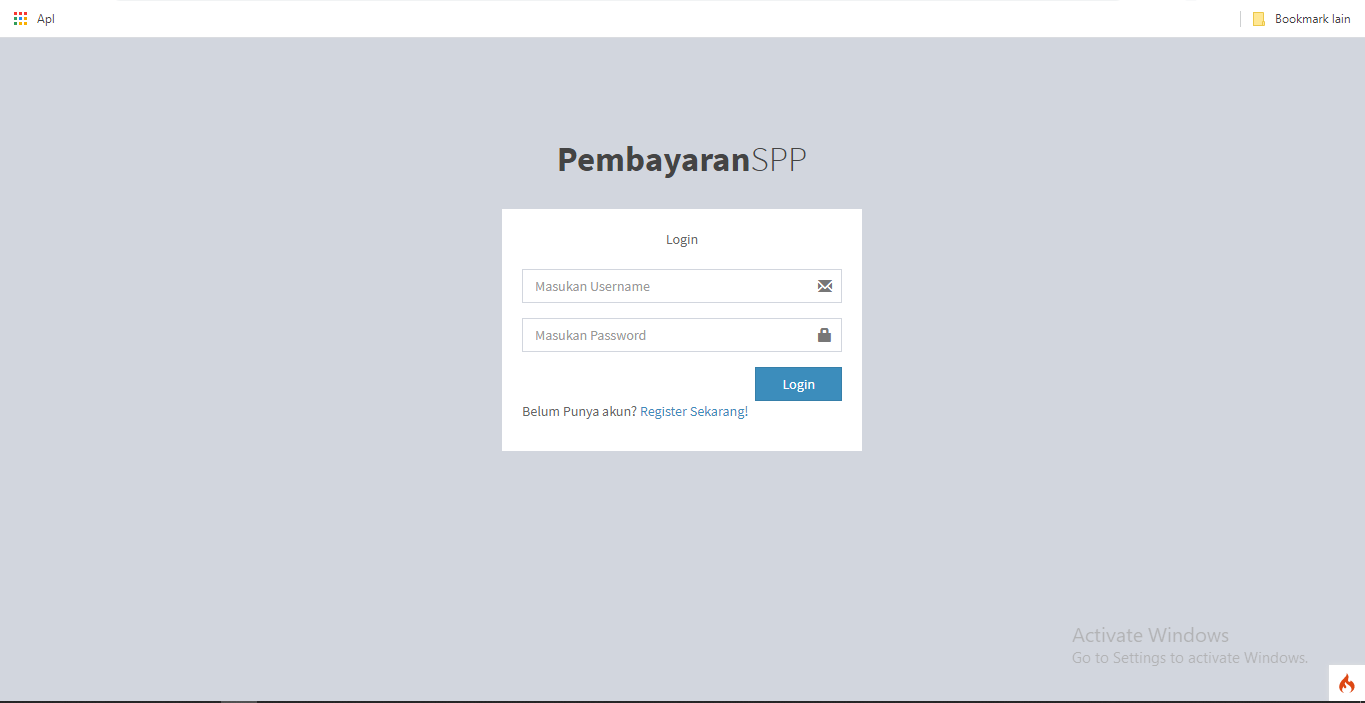 Apl
Bookmark lain
PembayaranSPP
Login
Masukan Username
Masukan Password
Login
Belum Punya akun? Register Sekarang!
Activate Windows
Go to Settings to activate Windows.